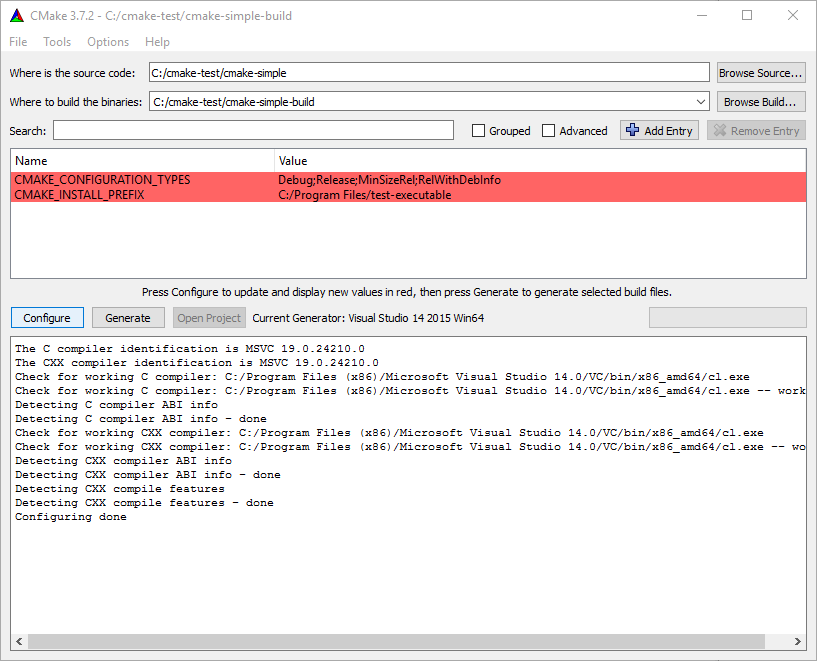 CMake 3.7.2 - C:/cmake-test/cmake-simple-build
File Tools Options Help
Where is the source code: C:/cmake-test/cmake-simple Browse Source...
Where to build the binaries: C:/cmake-test/cmake-simple-build Browse Build...
Search: Grouped Advanced Add Entry Remove Entry
Name Value
CMAKE_CONFIGURATION_TYPES Debug;Release;MinSizeRel;RelWithDebInfo
CMAKE_INSTALL_PREFIX C:/Program Files/test-executable
Press Configure to update and display new values in red, then press Generate to generate selected build files.
Configure Generate Open Project Current Generator: Visual Studio 14 2015 Win64
The C compiler identification is MSVC 19.0.24210.0
The CXX compiler identification is MSVC 19.0.24210.0
Check for working C compiler: C:/Program Files (x86)/Microsoft Visual Studio 14.0/VC/bin/x86_amd64/cl.exe
Check for working C compiler: C:/Program Files (x86)/Microsoft Visual Studio 14.0/VC/bin/x86_amd64/cl.exe -- work
Detecting C compiler ABI info
Detecting C compiler ABI info - done
Check for working CXX compiler: C:/Program Files (x86)/Microsoft Visual Studio 14.0/VC/bin/x86_amd64/cl.exe
Check for working CXX compiler: C:/Program Files (x86)/Microsoft Visual Studio 14.0/VC/bin/x86_amd64/cl.exe -- wo
Detecting CXX compiler ABI info
Detecting CXX compiler ABI info - done
Detecting CXX compile features
Detecting CXX compile features - done
Configuring done